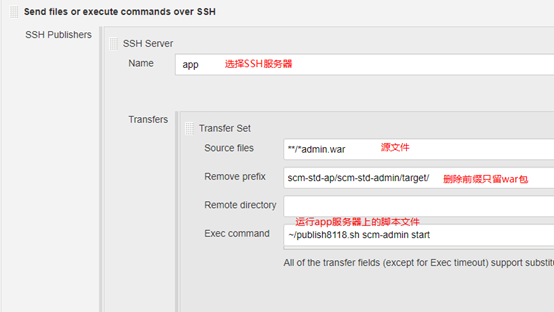 Send files or execute commands over SSH
SSH Publishers
SSH Server
Name
app 选择SSH服务器
Transfers
Transfer Set
Source files
**/*admin.war 源文件
Remove prefix
scm-std-ap/scm-std-admin/target/ 删除前缀只留war包
Remote directory
运行app服务器上的脚本文件
Exec command
~/publish8118.sh scm-admin start
All of the transfer fields (except for Exec timeout) support substitu